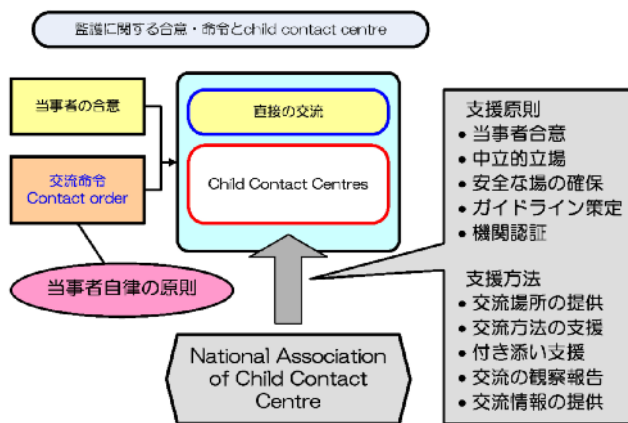 監護に関する合意・命令とchild contact centre
当事者の合意
交流命令
Contact order
当事者自律の原則
直接の交流
Child Contact Centres
National Association
of Child Contact
Centre
支援原則
• 当事者合意
• 中立的立場
• 安全な場の確保
• ガイドライン策定
• 機関認証
支援方法
• 交流場所の提供
• 交流方法の支援
• 付き添い支援
• 交流の観察報告
• 交流情報の提供